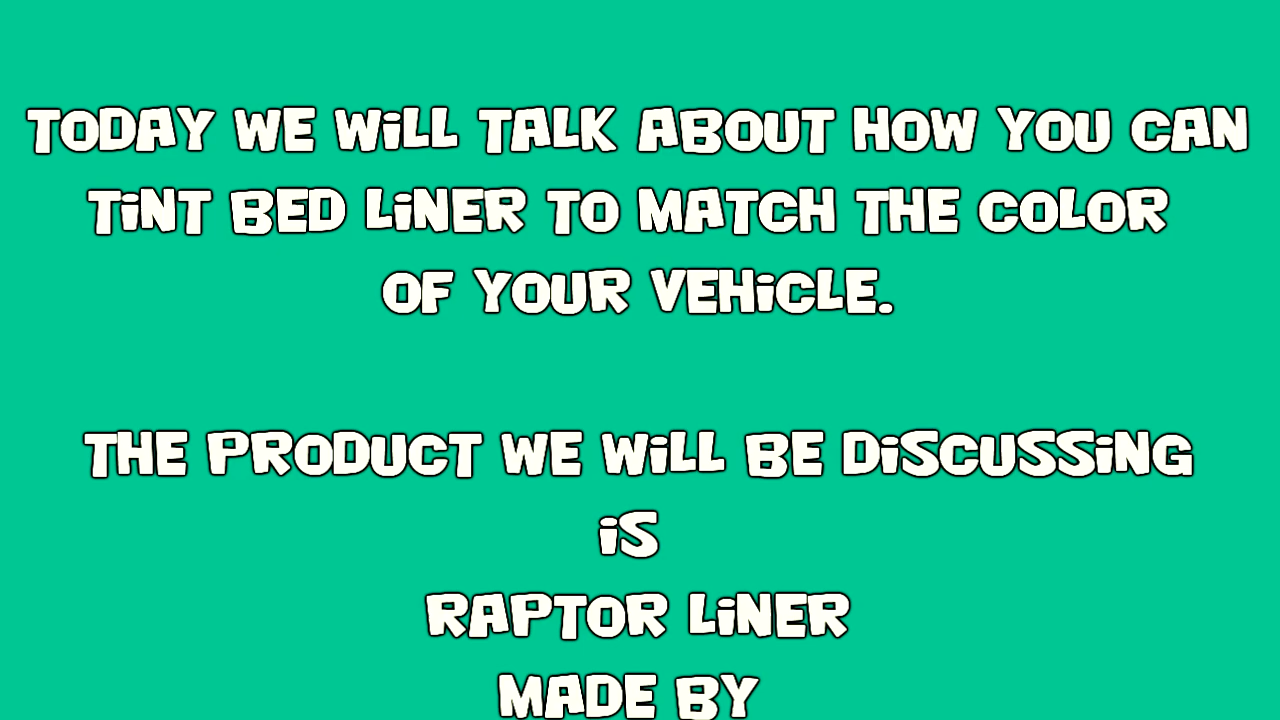 TODAY WE WiLL TALK ABOUT HOW YOU CAN
TiNT BED LiNER TO MATCH THE COLOR
OF YOUR VEHiCLE.
THE PRODUCT WE WiLL BE DiSCUSSiNG
iS
RAPTOR LiNER
MADE BY